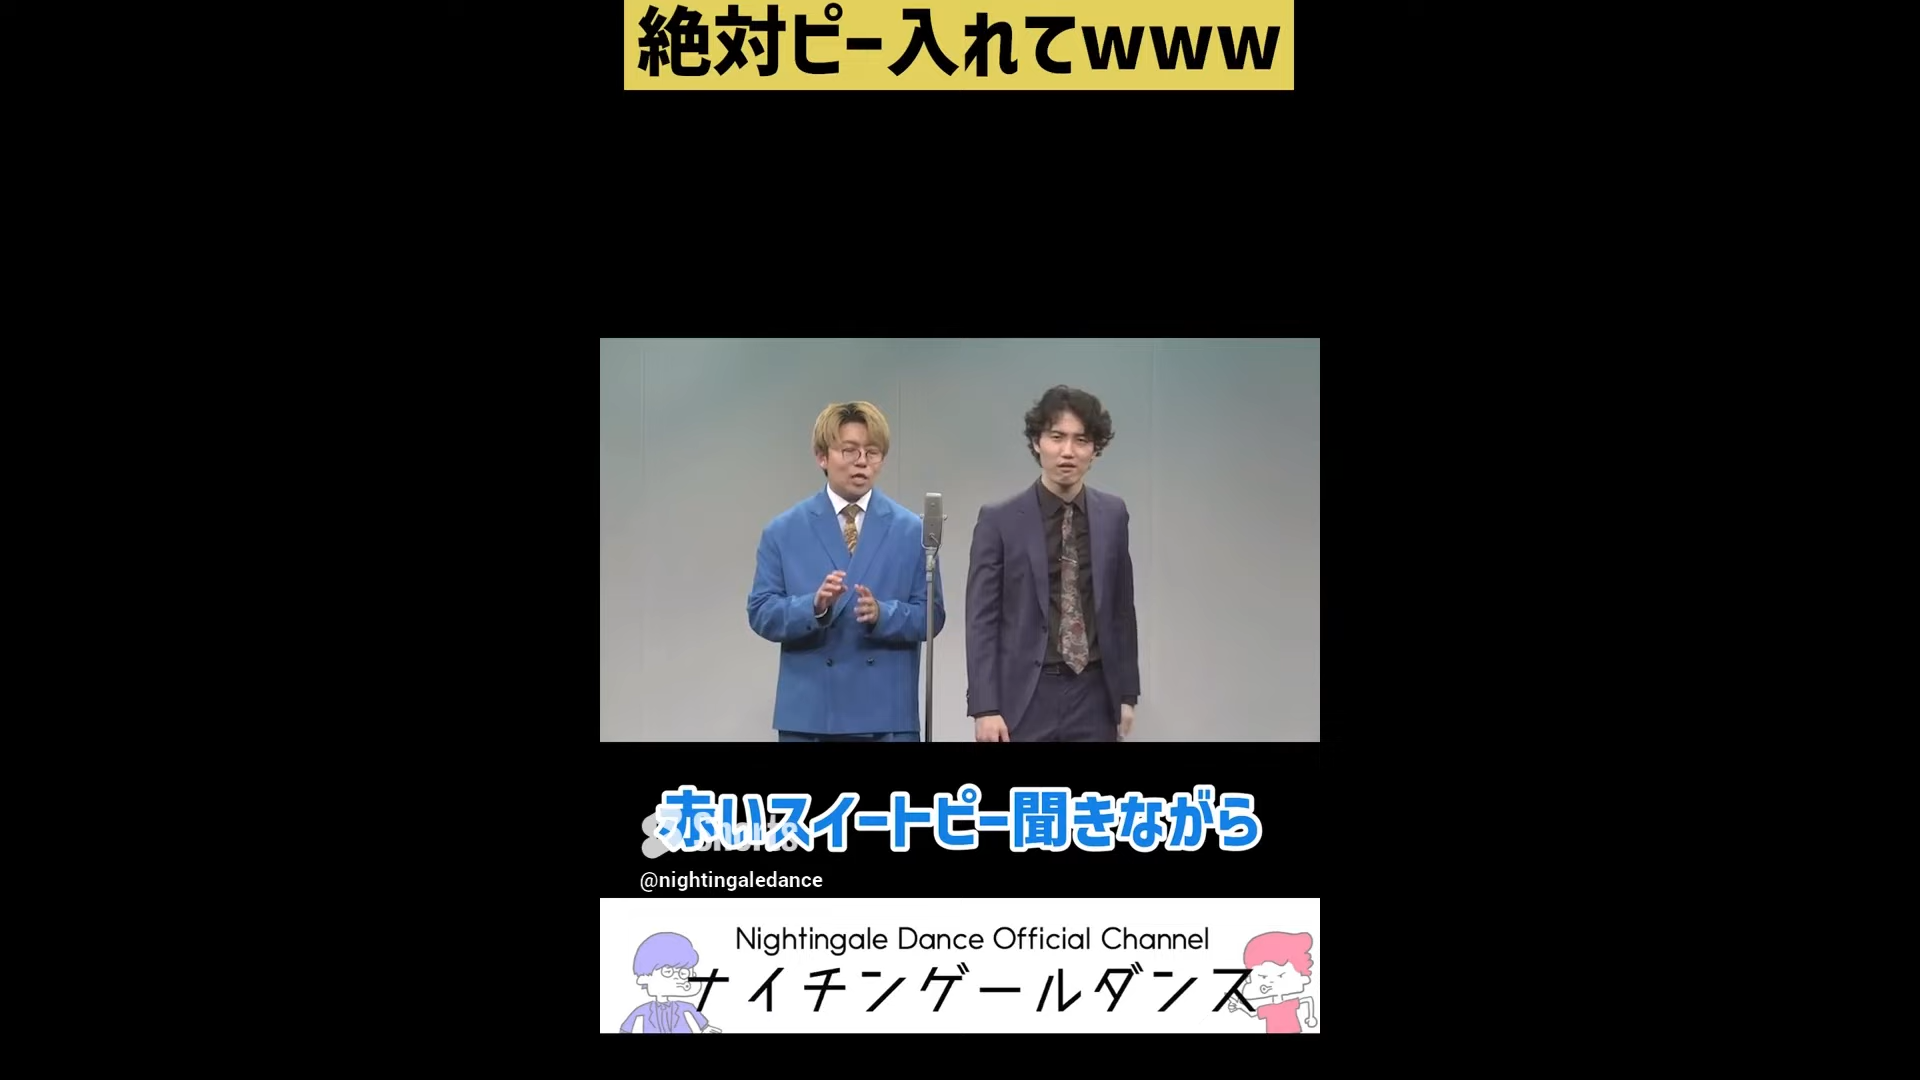 絶対ピー入れてwww
赤いスイートピー聞きながら
Shorts
@nightingaledance
Nightingale Dance Official Channel
ナイチンゲールダンス